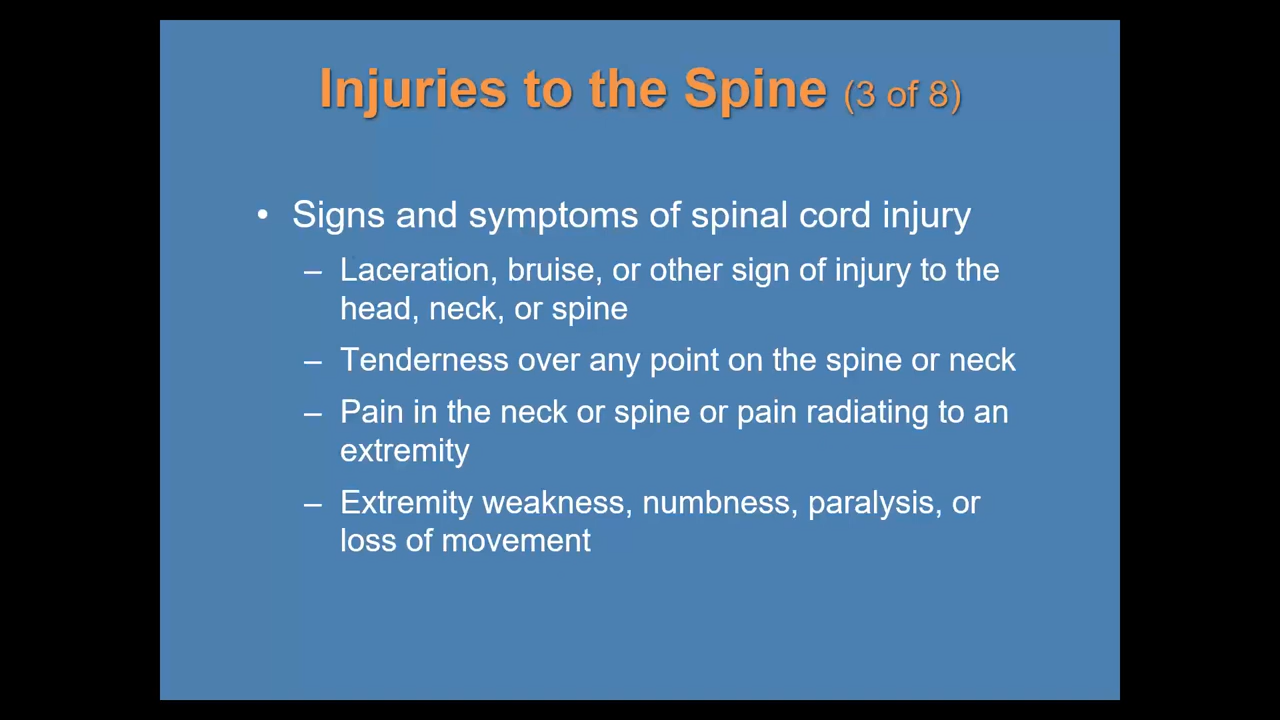 Injuries to the Spine (3 of 8)
• Signs and symptoms of spinal cord injury
– Laceration, bruise, or other sign of injury to the
head, neck, or spine
– Tenderness over any point on the spine or neck
– Pain in the neck or spine or pain radiating to an
extremity
– Extremity weakness, numbness, paralysis, or
loss of movement